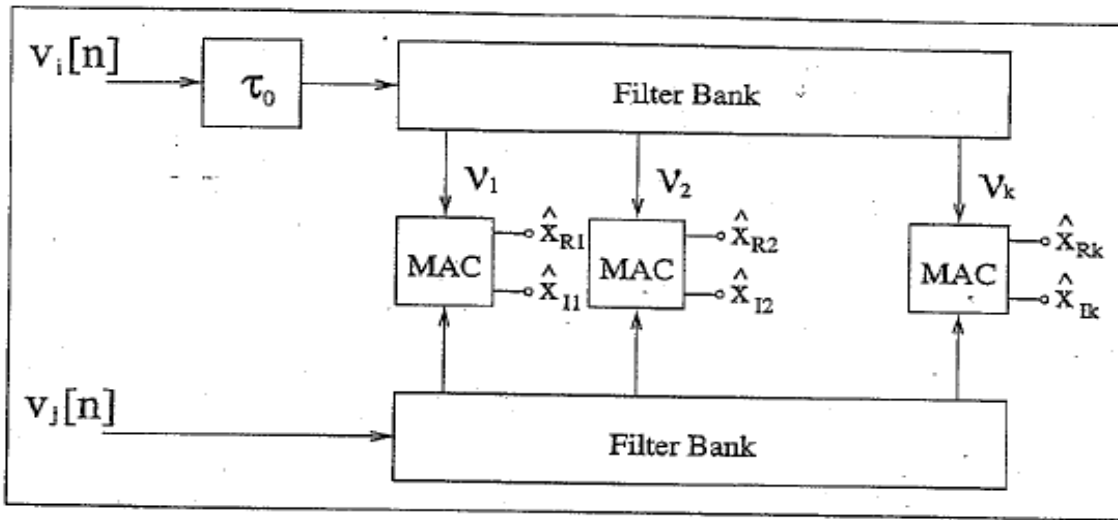 v_i[n]
τ_0
Filter Bank
ν_1
ν_2
ν_k
MAC
x̂_R1
x̂_I1
MAC
x̂_R2
x̂_I2
MAC
x̂_Rk
x̂_Ik
v_j[n]
Filter Bank